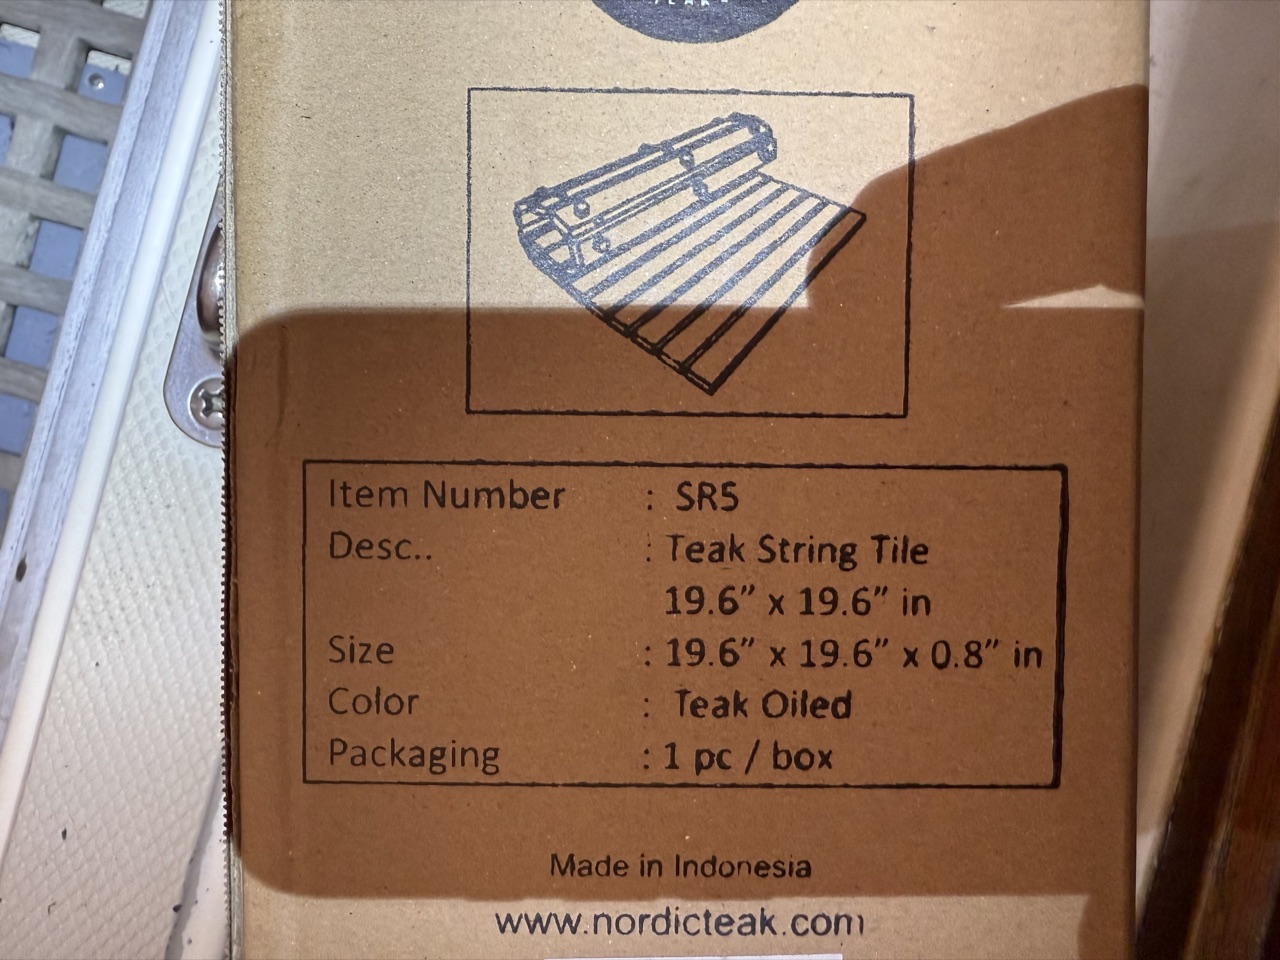 TEAK
Item Number : SR5
Desc.. : Teak String Tile
19.6” x 19.6” in
Size : 19.6” x 19.6” x 0.8” in
Color : Teak Oiled
Packaging : 1 pc / box
Made in Indonesia
www.nordicteak.com